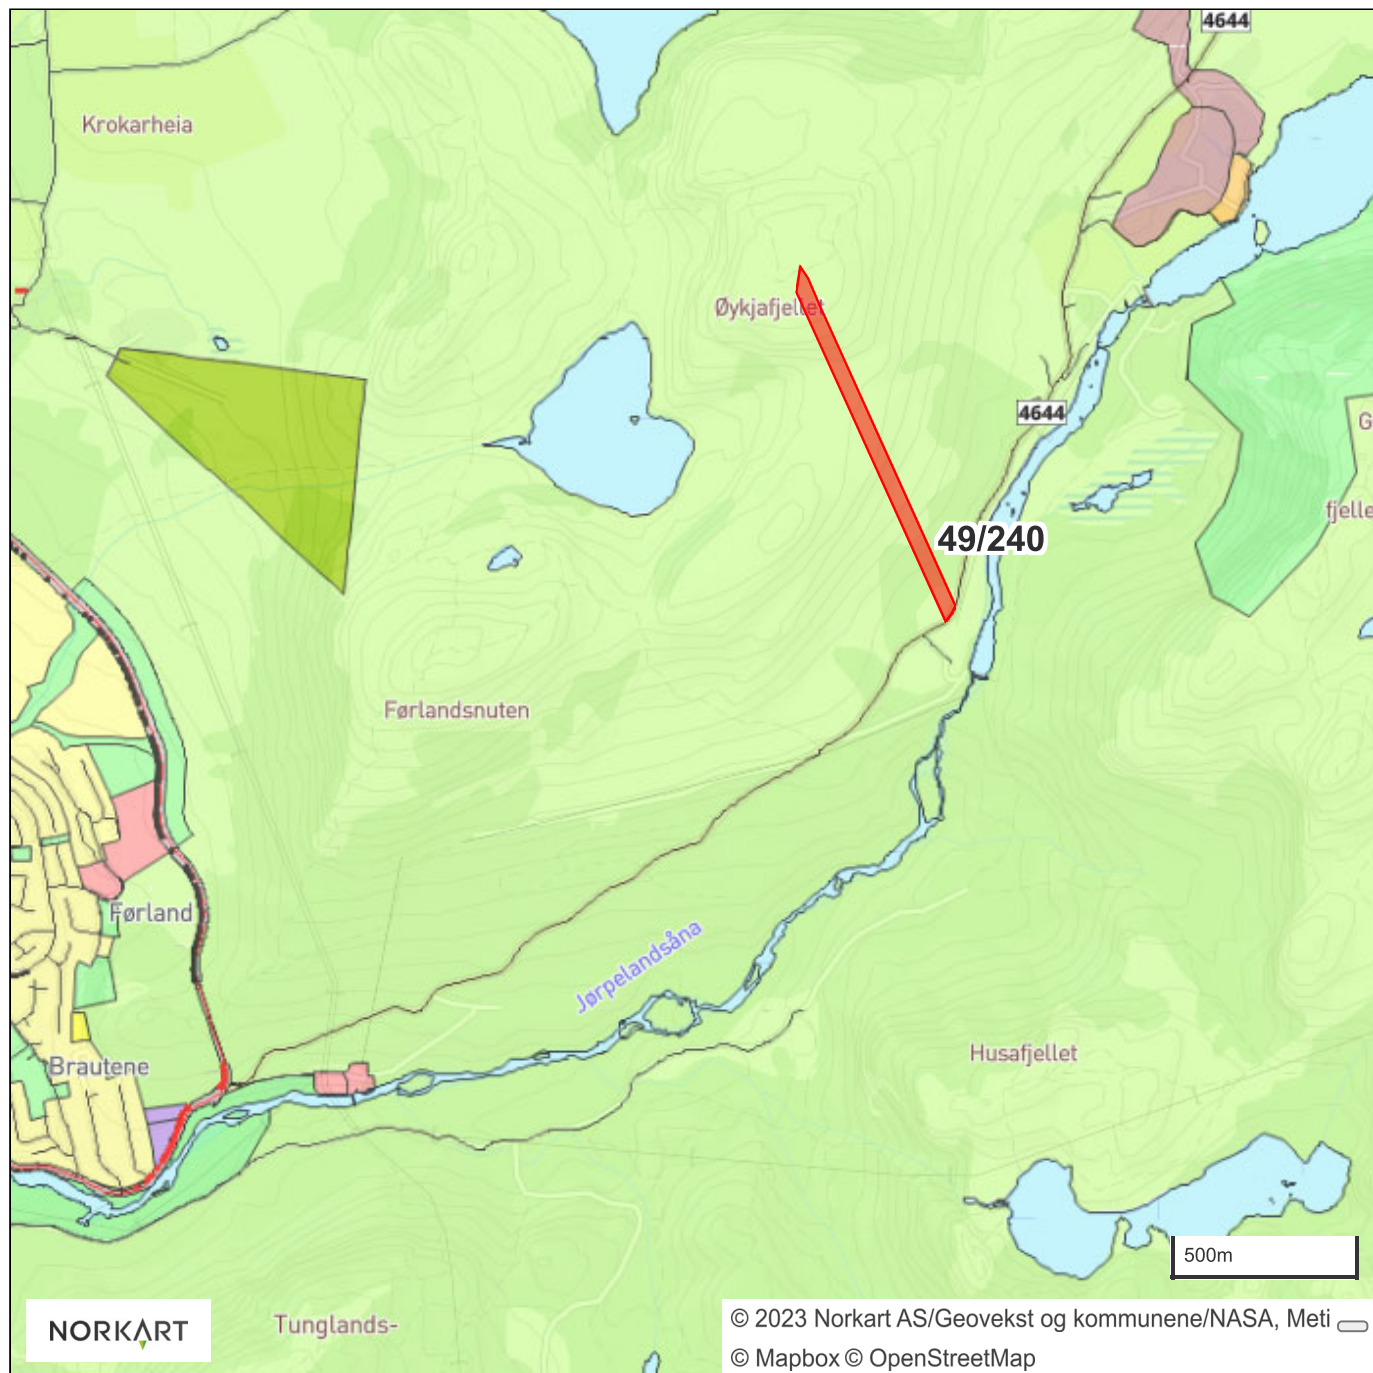 4644
Krokarheia
Øykjafjellet
4644
G
fjelle
49/240
Førlandsnuten
Førland
Jørpelandsåna
Brautene
Husafjellet
500m
Tunglands-
NORKART
© 2023 Norkart AS/Geovekst og kommunene/NASA, Meti
© Mapbox © OpenStreetMap